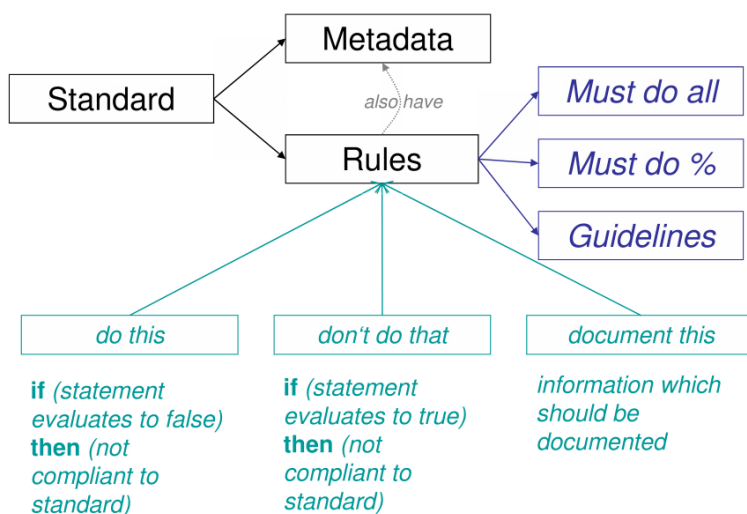 Metadata
Standard
also have
Rules
Must do all
Must do %
Guidelines
do this
don't do that
document this
if (statement
evaluates to false)
then (not
compliant to
standard)
if (statement
evaluates to true)
then (not
compliant to
standard)
information which
should be
documented